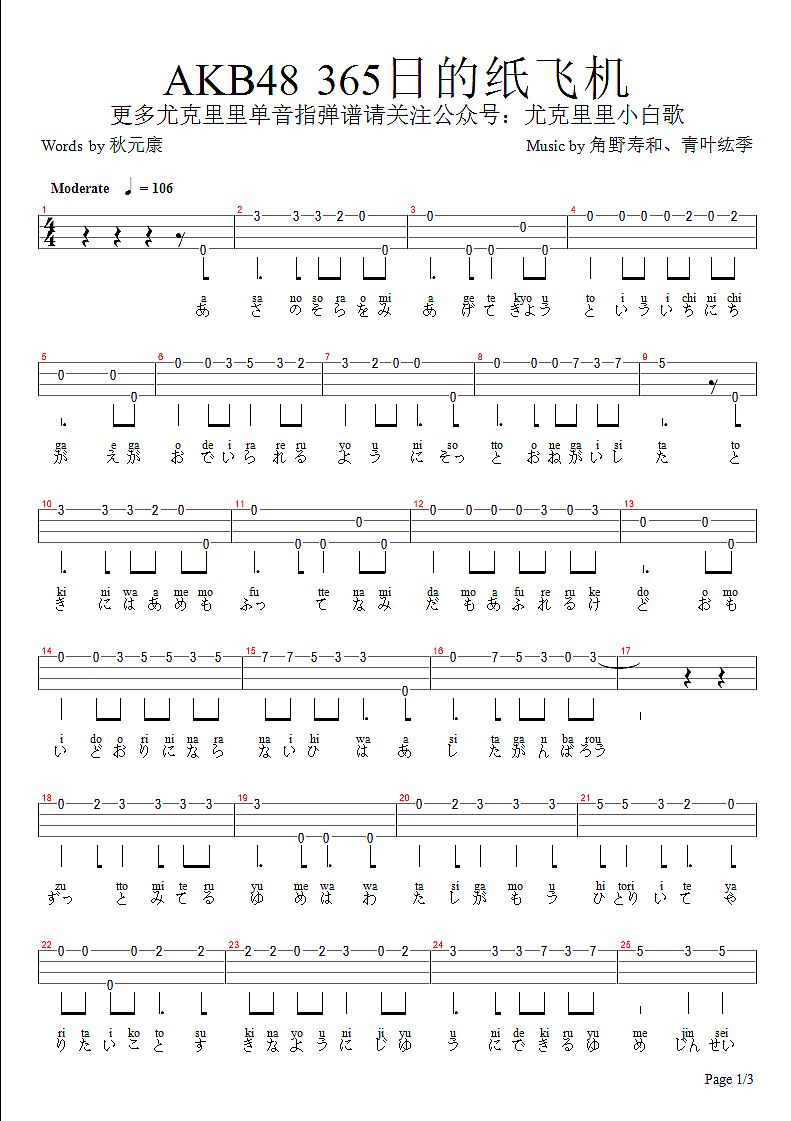 AKB48 365日的纸飞机
更多尤克里里单音指弹谱请关注公众号：尤克里里小白歌
Words by 秋元康
Music by 角野寿和、青叶纮季
Moderate = 106
1 2 3 4
4 4
3 3 3 2 0 0 0 0 0 0 0 0 0 0 0 2 0 2
0
a sa no so ra o mi a ge te kyo u to i u i chi ni chi
あ さ の そ ら を み あ げ て きょう と い う い ち に ち
5 6 7 8 9
0 0 0 0 0 3 5 3 2 3 2 0 0 0 0 0 0 7 3 7 5 0
ga e ga o de i ra re ru yo u ni so tto o ne ga i si ta to
が え が お で い ら れ る よ う に そっ と お ね が い し た と
10 11 12 13
3 3 3 2 0 0 0 0 0 0 0 0 0 0 0 3 0 3 0 0 0
ki ni wa a me mo fu tte na mi da mo a fu re ru ke do o mo
き に は あ め も ふっ て な み だ も あ ふ れ る け ど お も
14 15 16 17
0 0 3 5 5 3 5 7 7 5 3 3 0 0 7 5 3 0 3
i do o ri ni na ra na i hi wa a si ta ga n ba rou
い ど お り に な ら な い ひ は あ し た が ん ば ろう
18 19 20 21
0 2 3 3 3 3 3 0 0 0 0 2 3 3 0 5 5 3 2 0
zu tto mi te ru yu me wa wa ta si ga mo u hi tori i te ya
ずっ と み て る ゆ め は わ た し が も う ひ とり い て や
22 23 24 25
0 0 0 0 2 2 2 2 0 2 3 0 2 3 3 3 7 3 7 5 3 5
ri ta i ko to su ki na yo u ni ji yu u ni de ki ru yu me jin sei
り た い こ と す き な よ う に じ ゆ う に で き る ゆ め じん せい
Page 1/3